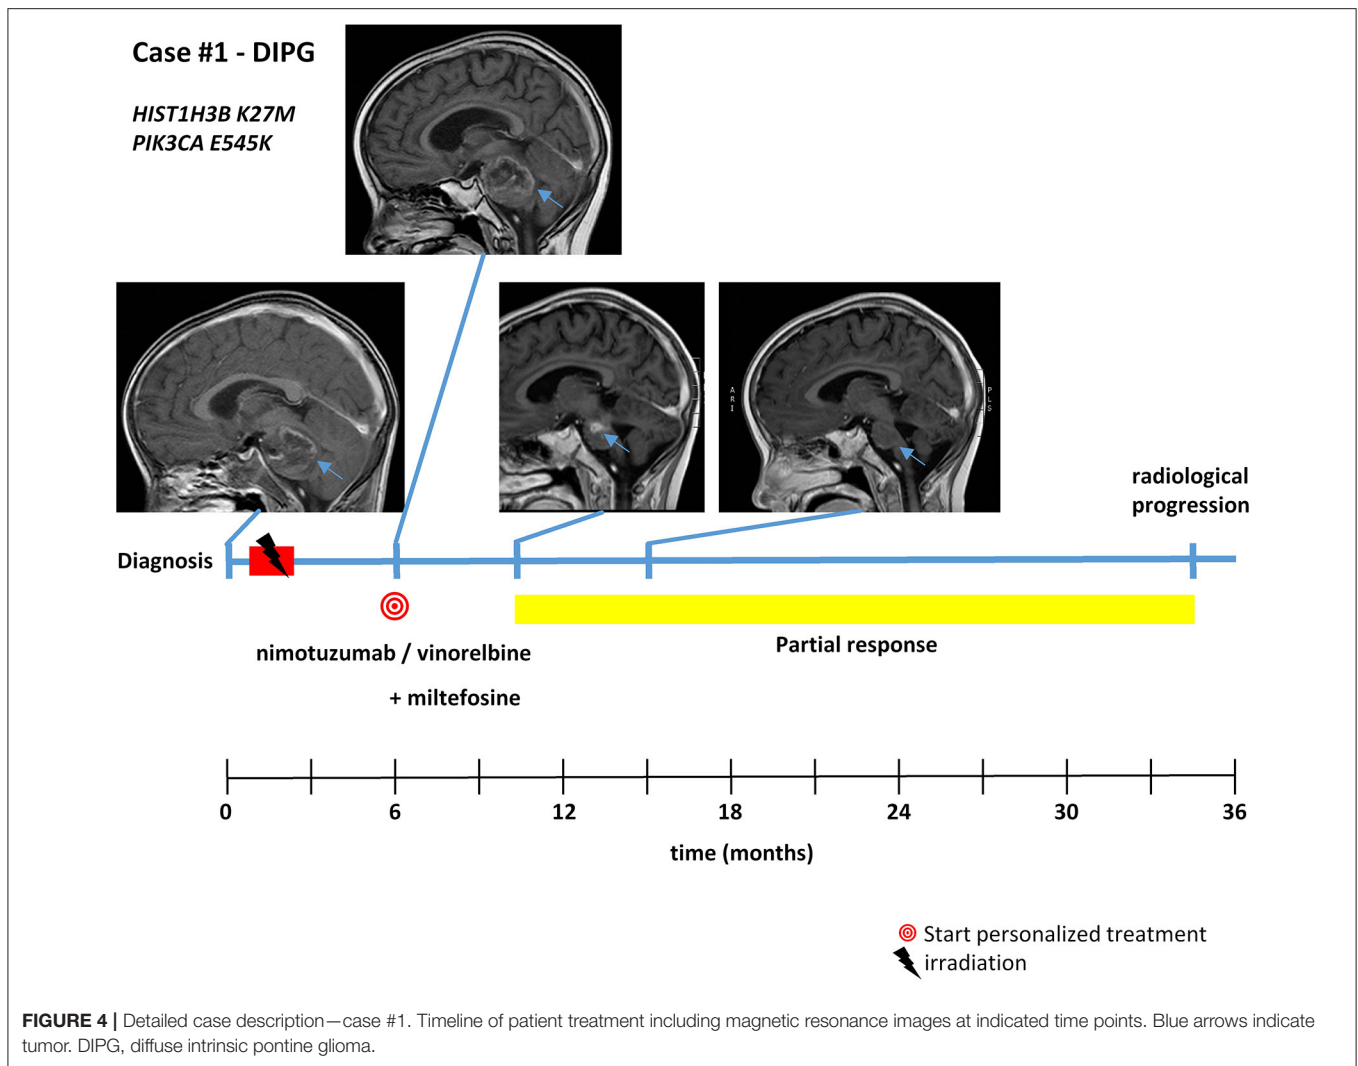 Case #1 - DIPG
HIST1H3B K27M
PIK3CA E545K
A
R
I
P
L
S
radiological
progression
Diagnosis
nimotuzumab / vinorelbine
+ miltefosine
Partial response
0 6 12 18 24 30 36
time (months)
Start personalized treatment
irradiation
FIGURE 4 | Detailed case description—case #1. Timeline of patient treatment including magnetic resonance images at indicated time points. Blue arrows indicate
tumor. DIPG, diffuse intrinsic pontine glioma.